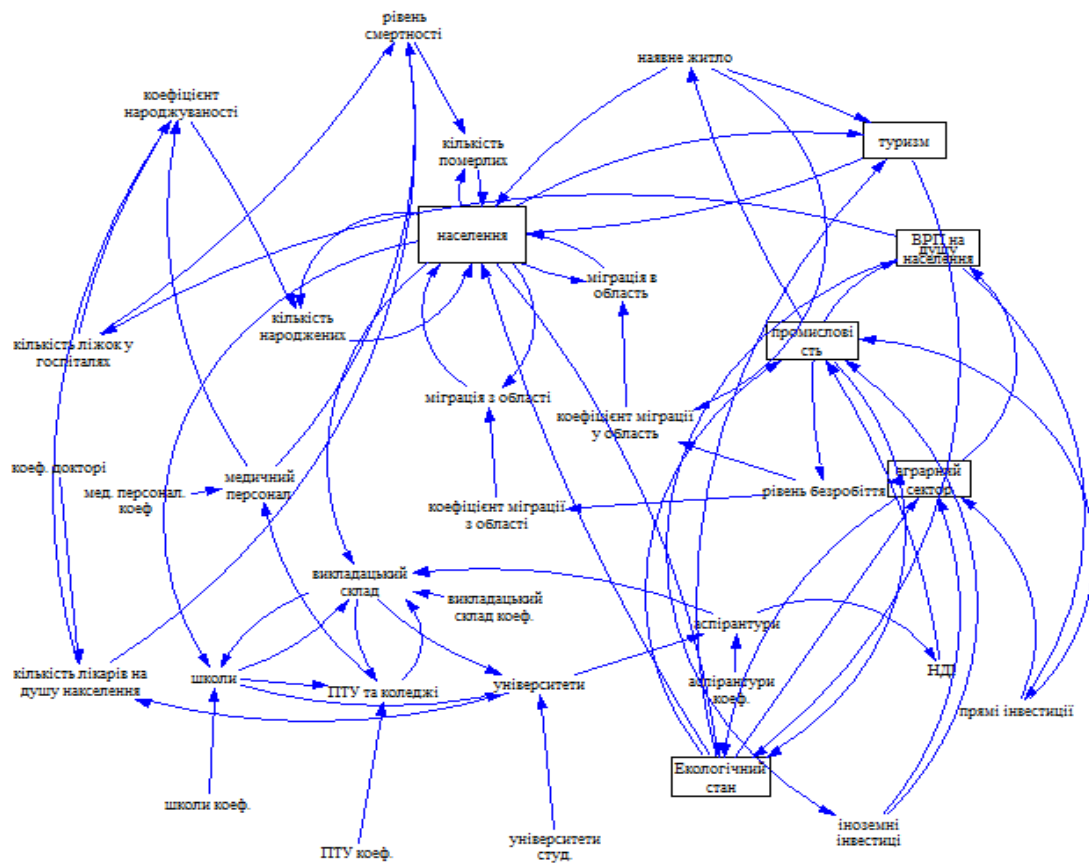 рівень
смертності
наявне житло
коефіцієнт
народжуваності
кількість
померлих
туризм
населення
ВРП на
душу
населення
міграція в
область
кількість
народжених
кількість ліжок у
госпіталях
промислові
сть
міграція з області
коефіцієнт міграції
у область
коеф. докторі
мед. персонал.
коеф
медичний
персонал
рівень безробіття
аграрний
сектор
коефіцієнт міграції
з області
викладацький
склад
викладацький
склад коеф.
аспірантури
кількість лікарів на
душу накселення
школи
ПТУ та коледжі
університети
аспірантури
коеф.
НДІ
прямі інвестиції
Екологічний
стан
школи коеф.
ПТУ коеф.
університети
студ.
іноземні
інвестиці